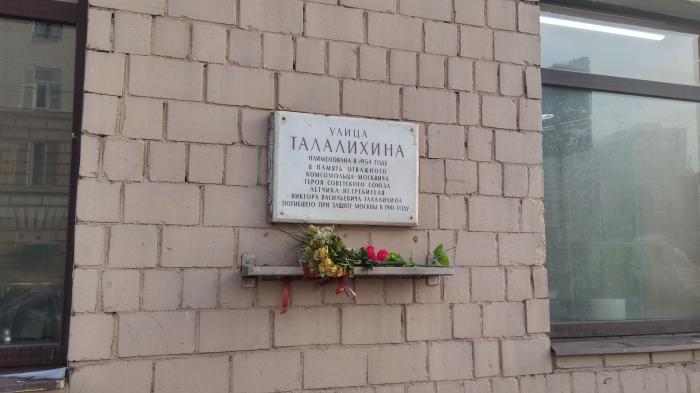 УЛИЦА
ТАЛАЛИХИНА
НАИМЕНОВАНА В 1954 ГОДУ
В ПАМЯТЬ ОТВАЖНОГО
КОМСОМОЛЬЦА-МОСКВИЧА
ГЕРОЯ СОВЕТСКОГО СОЮЗА
ЛЕТЧИКА-ИСТРЕБИТЕЛЯ
ВИКТОРА ВАСИЛЬЕВИЧА ТАЛАЛИХИНА
ПОГИБШЕГО ПРИ ЗАЩИТЕ МОСКВЫ В 1941 ГОДУ